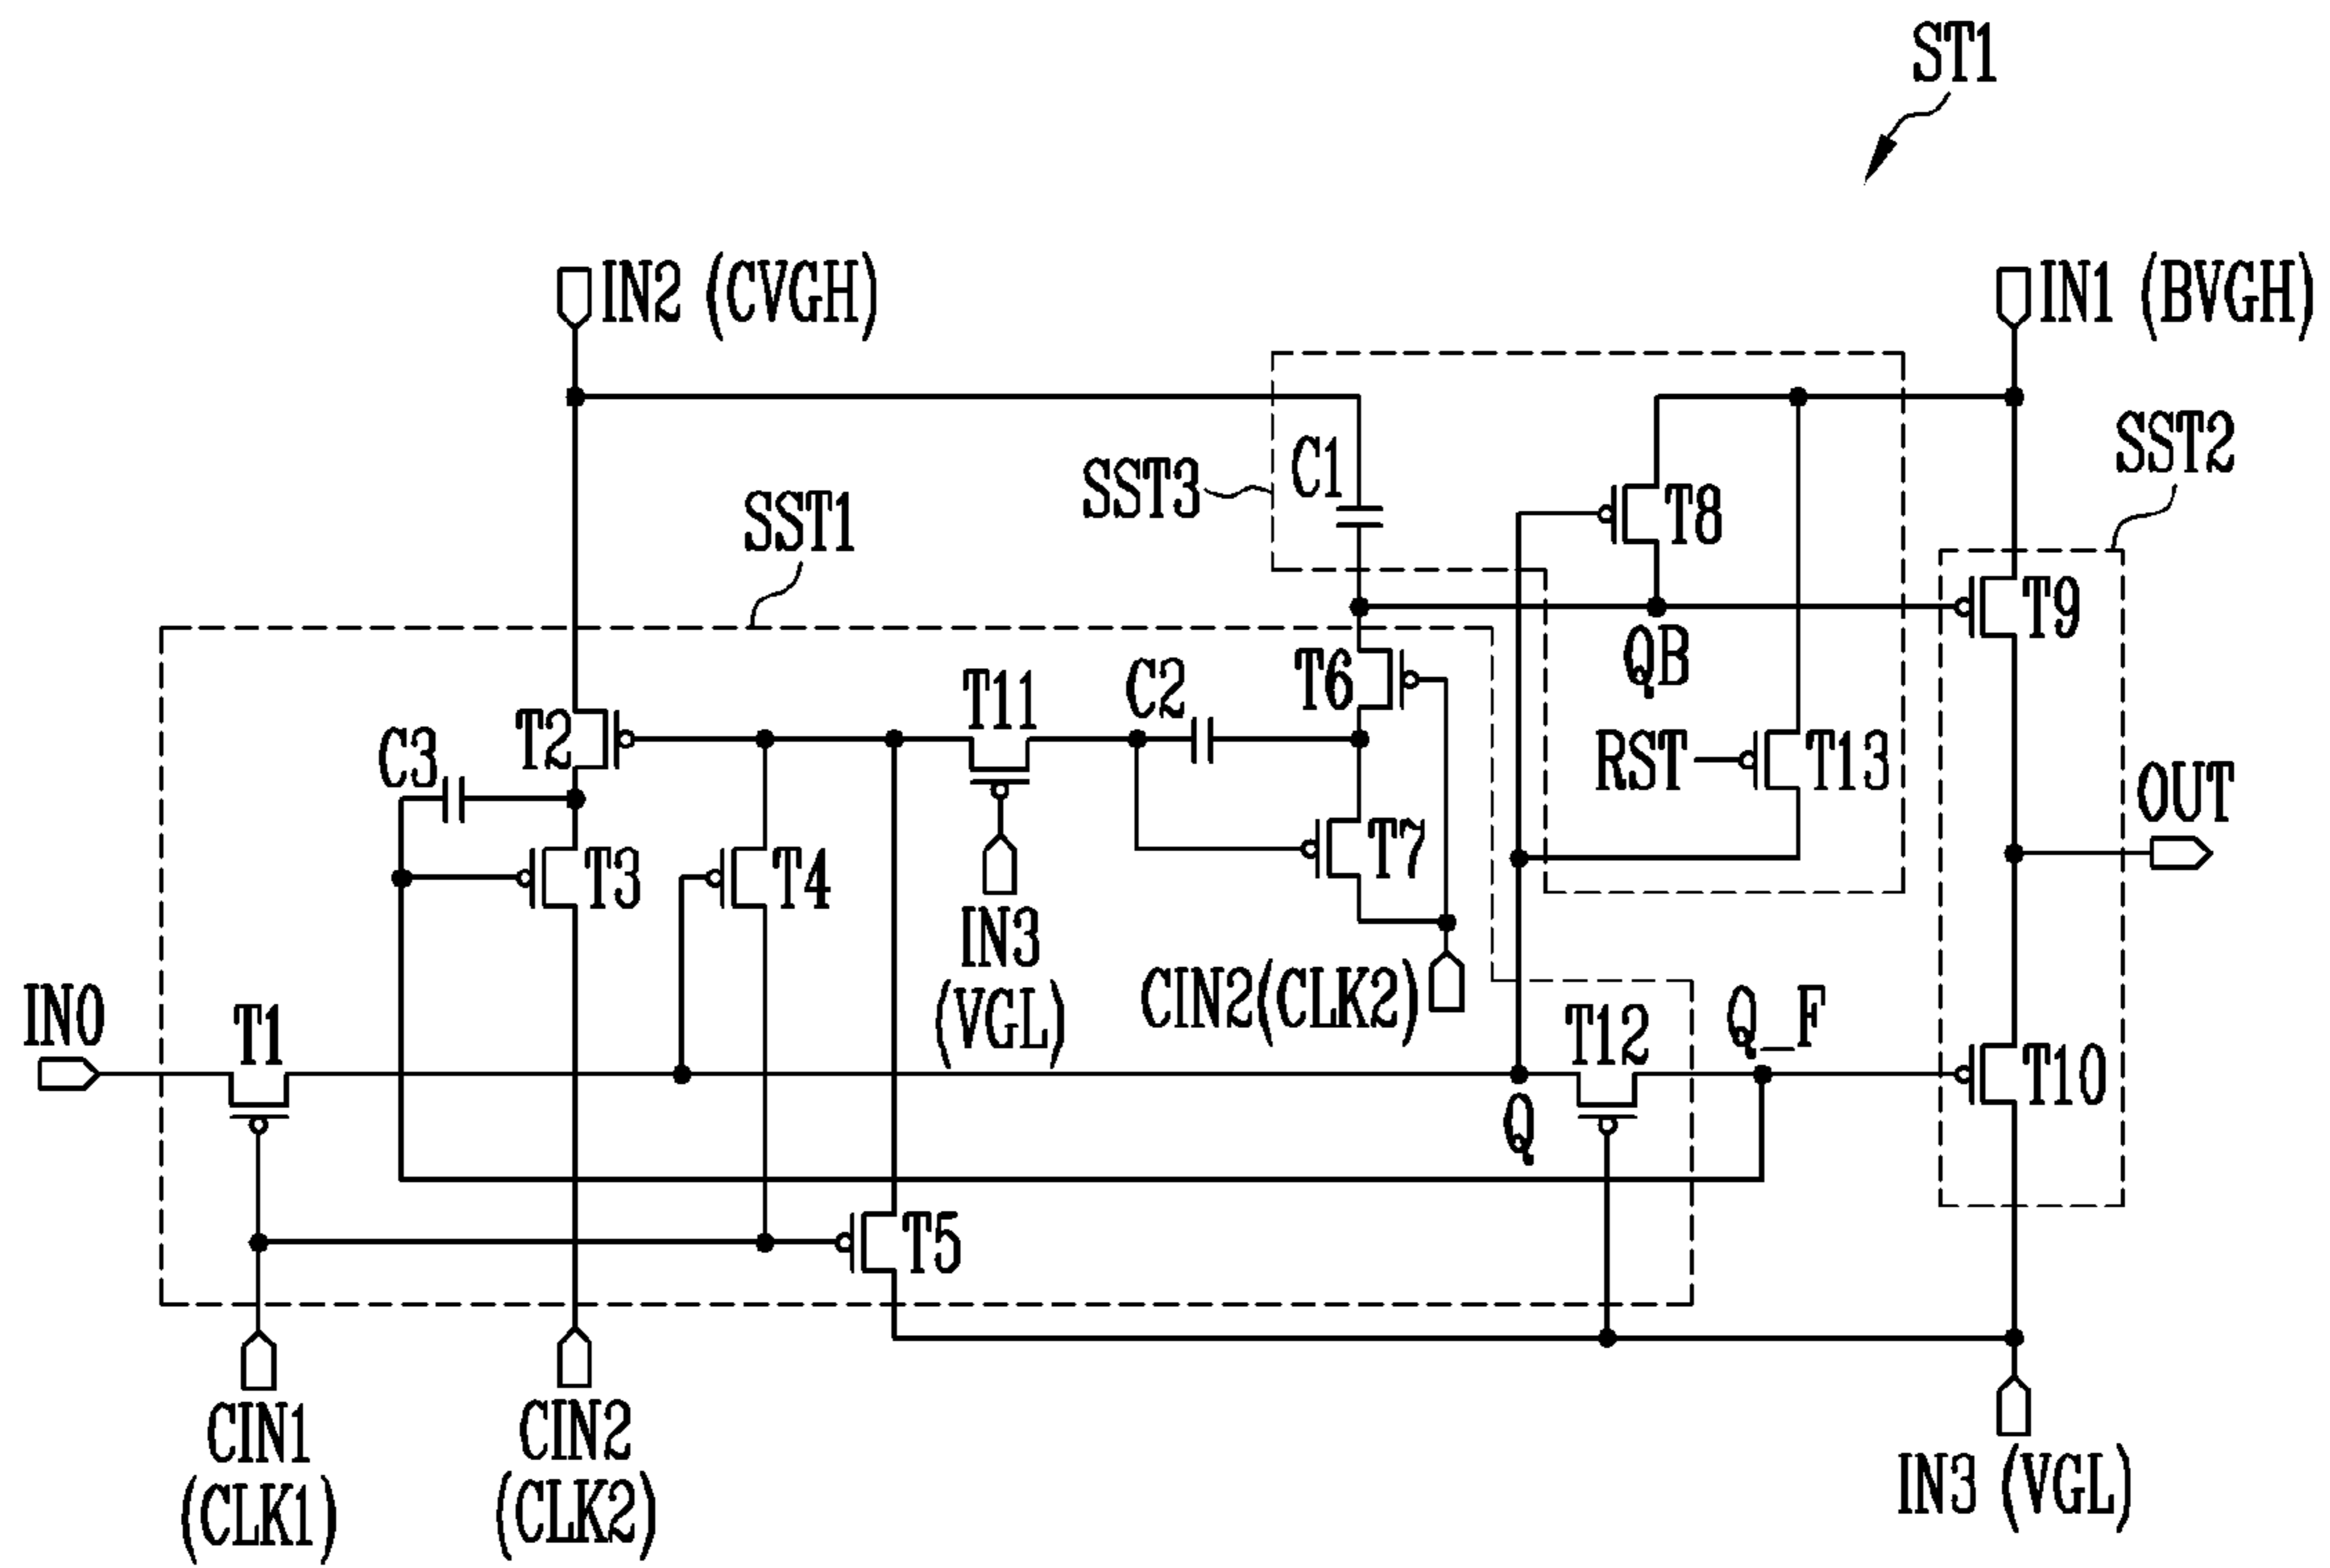 ST1
IN2 (CVGH)
IN1 (BVGH)
SST2
C1
SST3
T8
SST1
T9
QB
T6
C2
T11
T2
C3
RST
T13
OUT
T7
T3
T4
IN3
(VGL)
CIN2(CLK2)
IN0
T1
T12
Q_F
T10
Q
T5
CIN1
(CLK1)
CIN2
(CLK2)
IN3 (VGL)